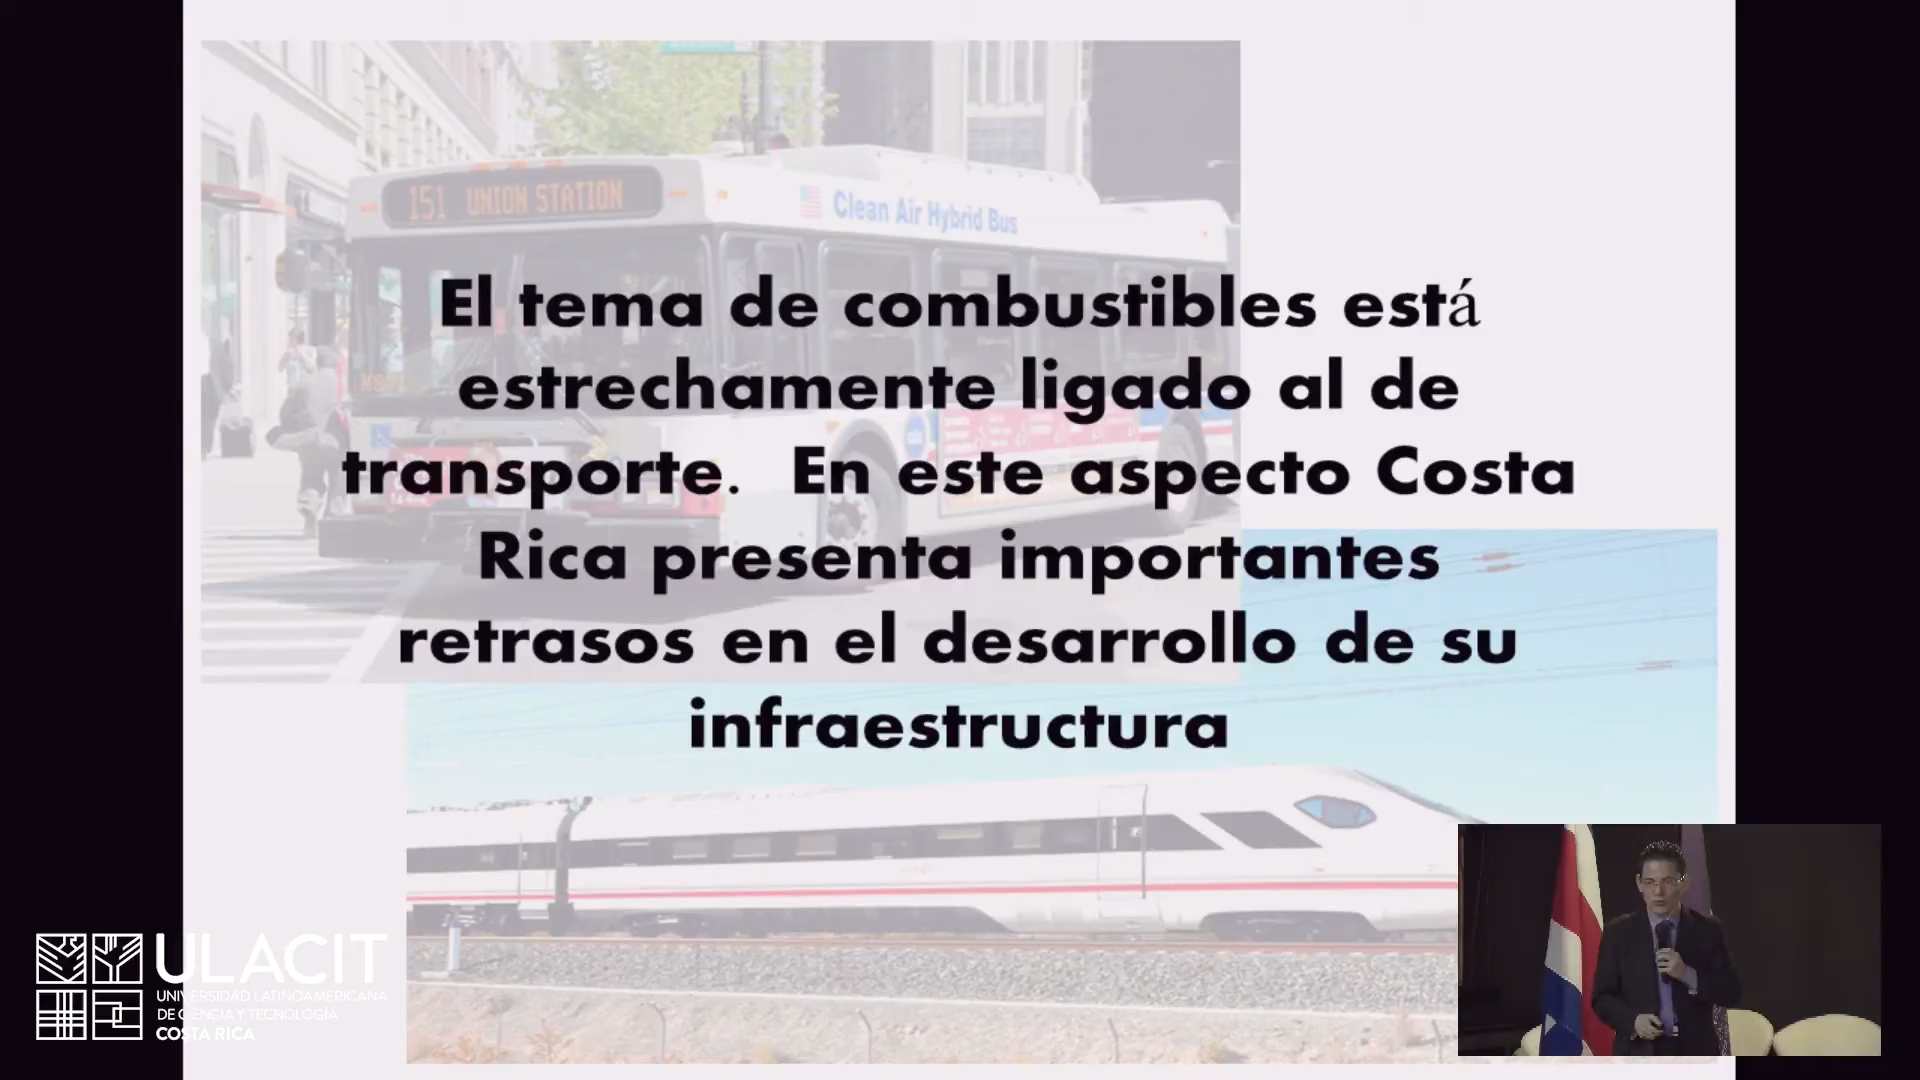 151 UNION STATION
Clean Air Hybrid Bus
El tema de combustibles está
estrechamente ligado al de
transporte. En este aspecto Costa
Rica presenta importantes
retrasos en el desarrollo de su
infraestructura
ULACIT
UNIVERSIDAD LATINOAMERICANA
DE CIENCIA Y TECNOLOGÍA
COSTA RICA